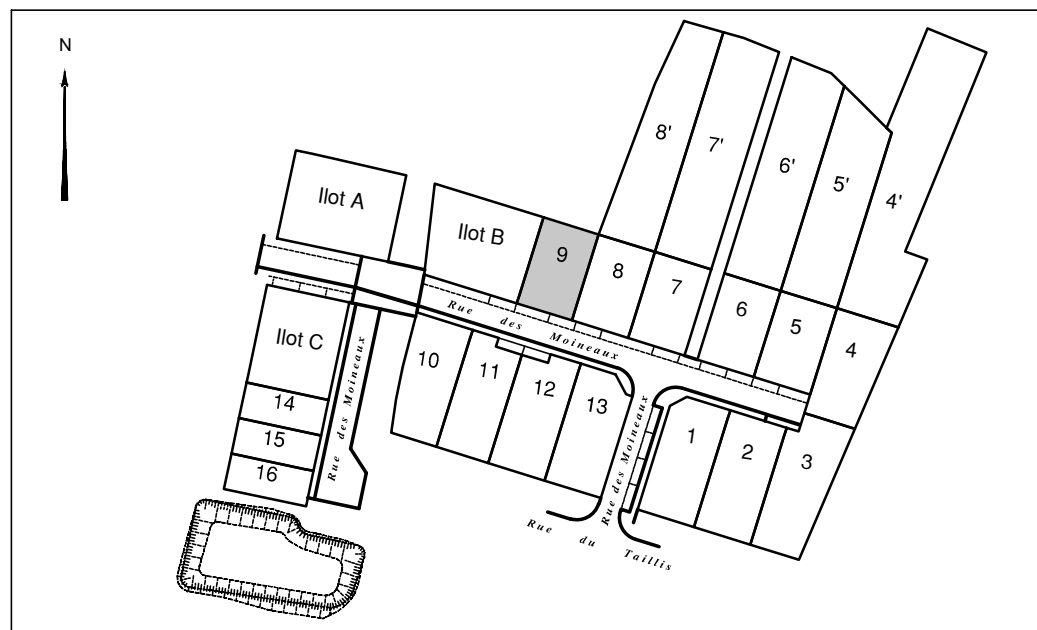 N
8'
7'
6'
5'
4'
Ilot A
Ilot B
9
8
7
6
5
4
Rue des Moineaux
Ilot C
10
11
12
13
14
15
16
Rue des Moineaux
Rue des Moineaux
1
2
3
Rue du Taillis